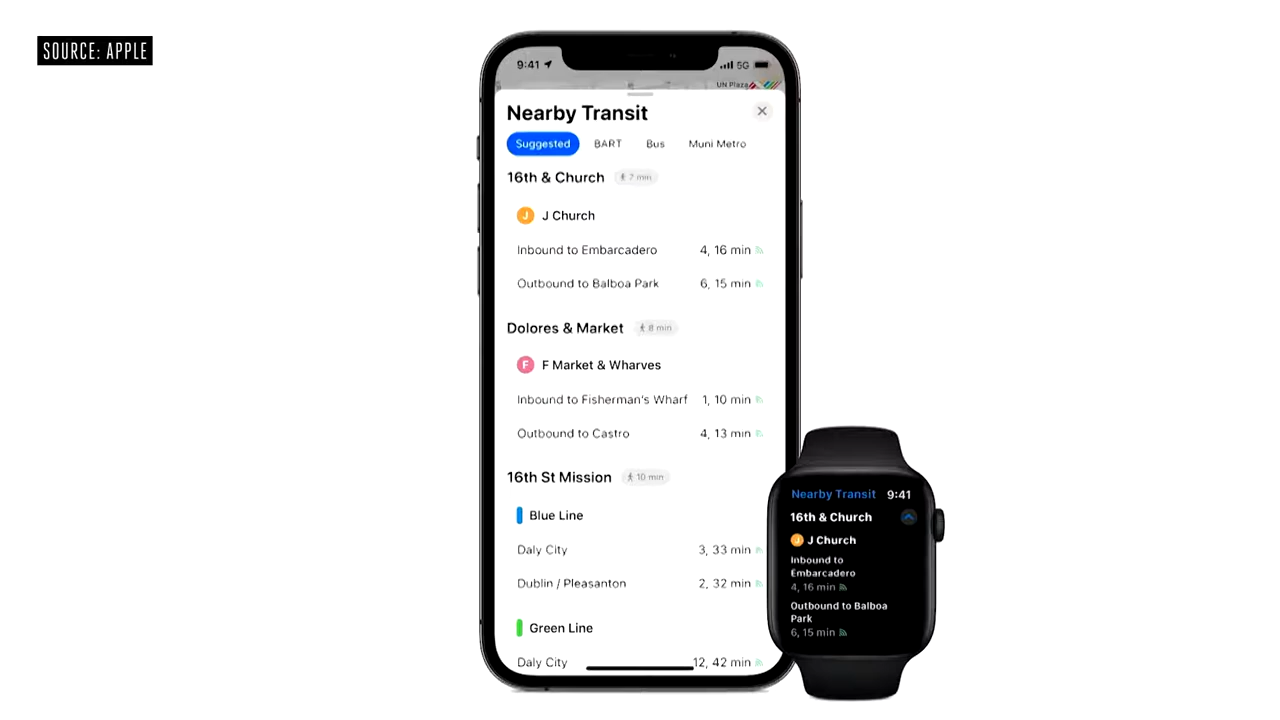 SOURCE: APPLE
9:41 5G
UN Plaza
Nearby Transit
Suggested BART Bus Muni Metro
16th & Church 7 min
J J Church
Inbound to Embarcadero 4, 16 min
Outbound to Balboa Park 6, 15 min
Dolores & Market 8 min
F F Market & Wharves
Inbound to Fisherman's Wharf 1, 10 min
Outbound to Castro 4, 13 min
16th St Mission 10 min
Blue Line
Daly City 3, 33 min
Dublin / Pleasanton 2, 32 min
Green Line
Daly City 12, 42 min
Nearby Transit 9:41
16th & Church
J J Church
Inbound to
Embarcadero
4, 16 min
Outbound to Balboa
Park
6, 15 min